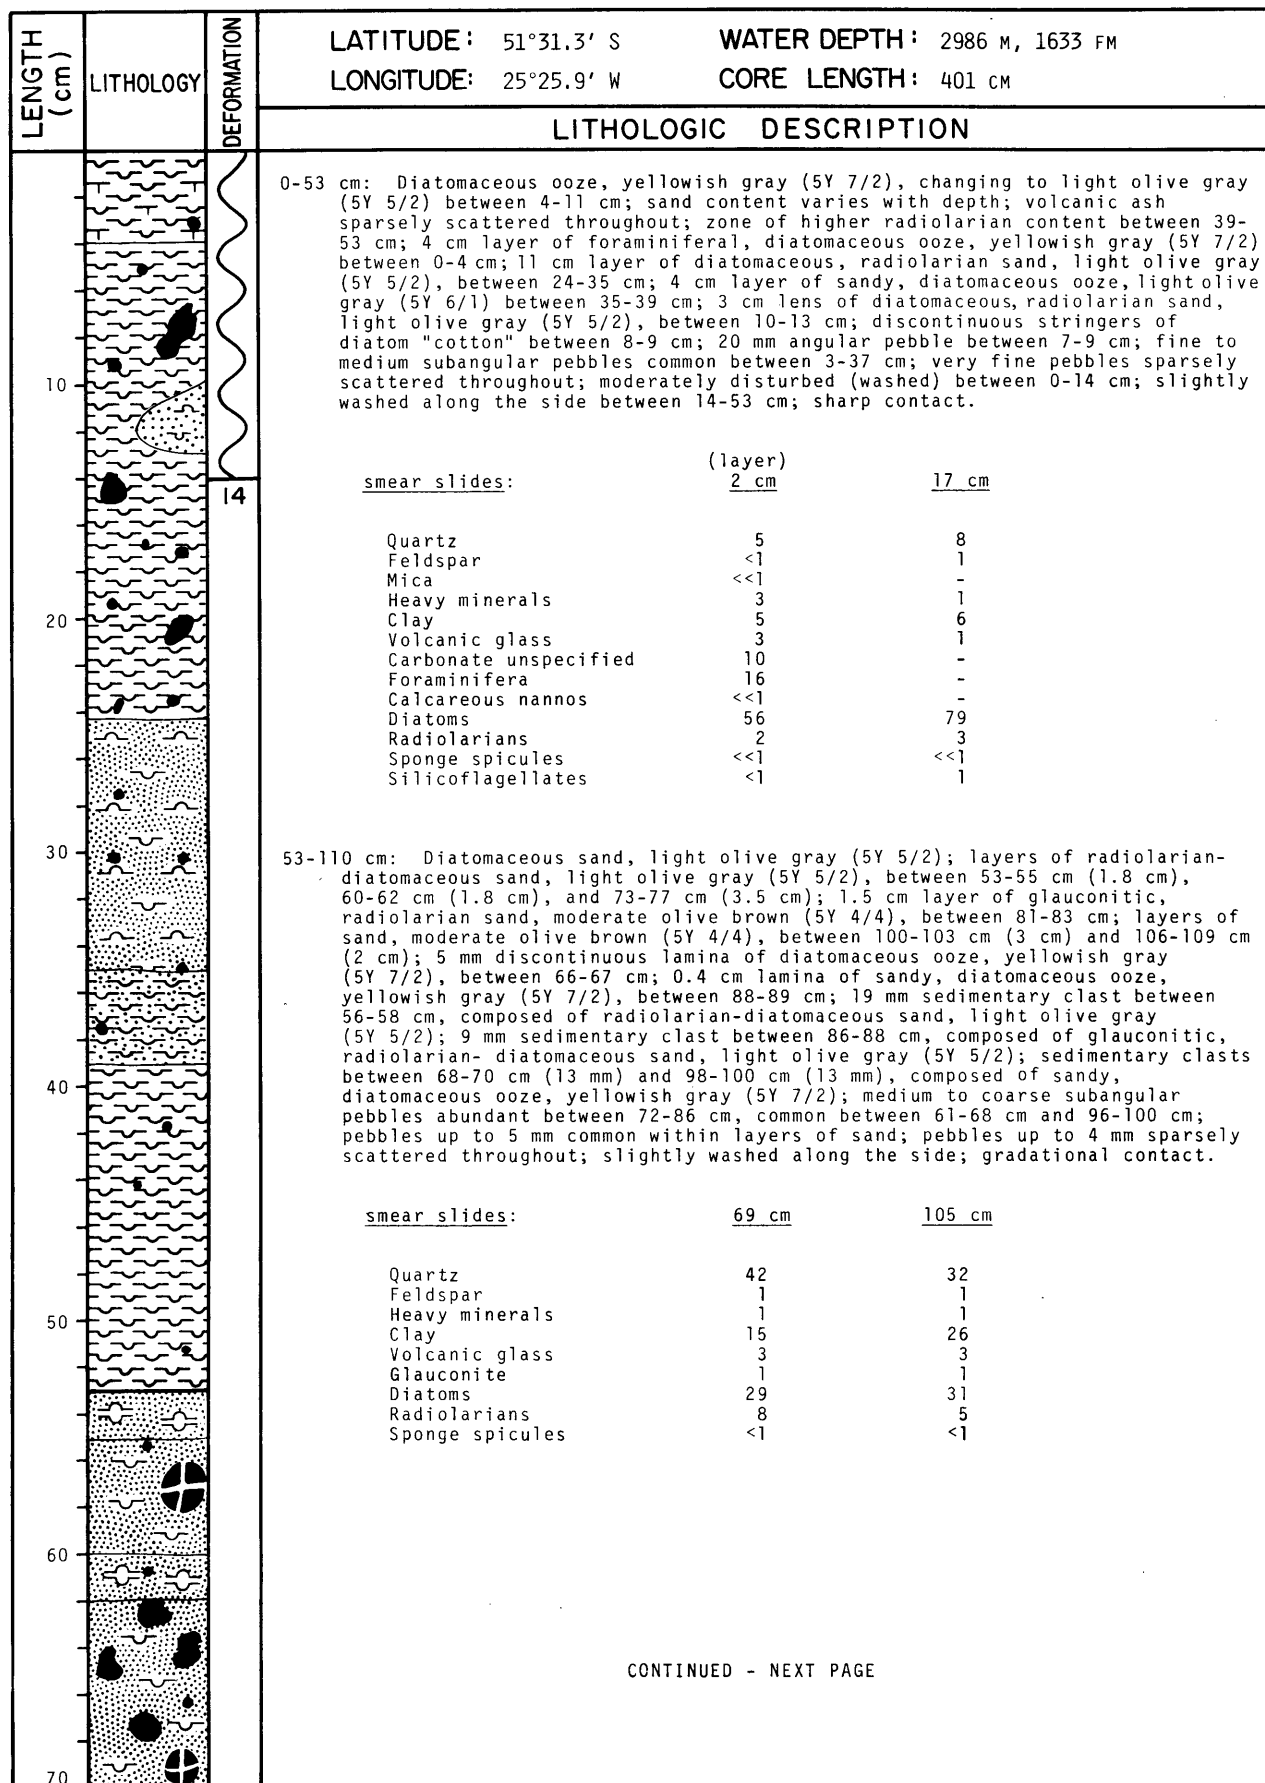 LENGTH (cm)
LITHOLOGY
DEFORMATION
LATITUDE: 51°31.3' S WATER DEPTH: 2986 M, 1633 FM
LONGITUDE: 25°25.9' W CORE LENGTH: 401 CM
LITHOLOGIC DESCRIPTION
0-53 cm: Diatomaceous ooze, yellowish gray (5Y 7/2), changing to light olive gray
(5Y 5/2) between 4-11 cm; sand content varies with depth; volcanic ash
sparsely scattered throughout; zone of higher radiolarian content between 39-
53 cm; 4 cm layer of foraminiferal, diatomaceous ooze, yellowish gray (5Y 7/2)
between 0-4 cm; 11 cm layer of diatomaceous, radiolarian sand, light olive gray
(5Y 5/2), between 24-35 cm; 4 cm layer of sandy, diatomaceous ooze, light olive
gray (5Y 6/1) between 35-39 cm; 3 cm lens of diatomaceous, radiolarian sand,
light olive gray (5Y 5/2), between 10-13 cm; discontinuous stringers of
diatom "cotton" between 8-9 cm; 20 mm angular pebble between 7-9 cm; fine to
medium subangular pebbles common between 3-37 cm; very fine pebbles sparsely
scattered throughout; moderately disturbed (washed) between 0-14 cm; slightly
washed along the side between 14-53 cm; sharp contact.
(layer)
smear slides: 2 cm 17 cm
Quartz 5 8
Feldspar <1 1
Mica <<1 -
Heavy minerals 3 1
Clay 5 6
Volcanic glass 3 1
Carbonate unspecified 10 -
Foraminifera 16 -
Calcareous nannos <<1 -
Diatoms 56 79
Radiolarians 2 3
Sponge spicules <<1 <<1
Silicoflagellates <1 1
53-110 cm: Diatomaceous sand, light olive gray (5Y 5/2); layers of radiolarian-
diatomaceous sand, light olive gray (5Y 5/2), between 53-55 cm (1.8 cm),
60-62 cm (1.8 cm), and 73-77 cm (3.5 cm); 1.5 cm layer of glauconitic,
radiolarian sand, moderate olive brown (5Y 4/4), between 81-83 cm; layers of
sand, moderate olive brown (5Y 4/4), between 100-103 cm (3 cm) and 106-109 cm
(2 cm); 5 mm discontinuous lamina of diatomaceous ooze, yellowish gray
(5Y 7/2), between 66-67 cm; 0.4 cm lamina of sandy, diatomaceous ooze,
yellowish gray (5Y 7/2), between 88-89 cm; 19 mm sedimentary clast between
56-58 cm, composed of radiolarian-diatomaceous sand, light olive gray
(5Y 5/2); 9 mm sedimentary clast between 86-88 cm, composed of glauconitic,
radiolarian- diatomaceous sand, light olive gray (5Y 5/2); sedimentary clasts
between 68-70 cm (13 mm) and 98-100 cm (13 mm), composed of sandy,
diatomaceous ooze, yellowish gray (5Y 7/2); medium to coarse subangular
pebbles abundant between 72-86 cm, common between 61-68 cm and 96-100 cm;
pebbles up to 5 mm common within layers of sand; pebbles up to 4 mm sparsely
scattered throughout; slightly washed along the side; gradational contact.
smear slides: 69 cm 105 cm
Quartz 42 32
Feldspar 1 1
Heavy minerals 1 1
Clay 15 26
Volcanic glass 3 3
Glauconite 1 1
Diatoms 29 31
Radiolarians 8 5
Sponge spicules <1 <1
CONTINUED - NEXT PAGE
10
14
20
30
40
50
60
70